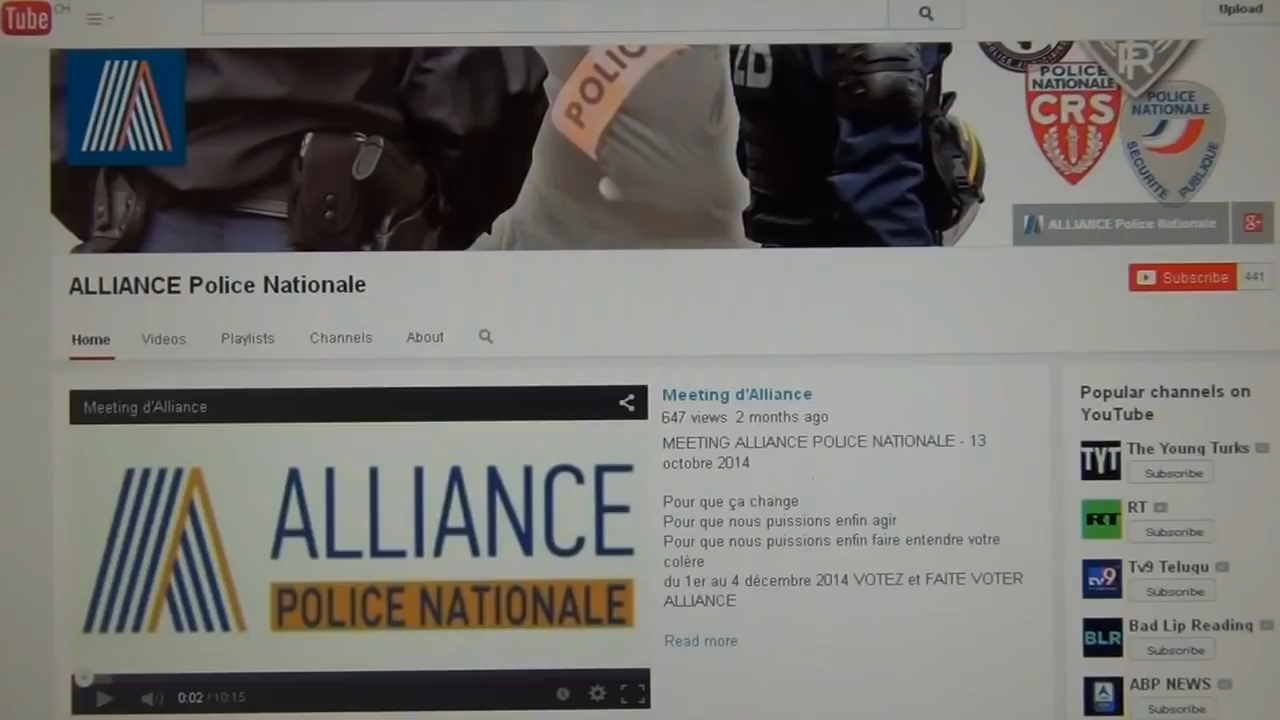 Tube CH
Upload
POLIC
POLICE
NATIONALE
CRS
POLICE
NATIONALE
SECURITE PUBLIQUE
ALLIANCE Police Nationale
ALLIANCE Police Nationale
Subscribe 441
Home Videos Playlists Channels About
Meeting d'Alliance
ALLIANCE
POLICE NATIONALE
0:02 / 10:15
Meeting d'Alliance
647 views 2 months ago
MEETING ALLIANCE POLICE NATIONALE - 13
octobre 2014
Pour que ça change
Pour que nous puissions enfin agir
Pour que nous puissions enfin faire entendre votre
colère
du 1er au 4 décembre 2014 VOTEZ et FAITE VOTER
ALLIANCE
Read more
Popular channels on
YouTube
TYT The Young Turks
Subscribe
RT RT
Subscribe
tv9 Tv9 Telugu
Subscribe
BLR Bad Lip Reading
Subscribe
ABP NEWS
Subscribe